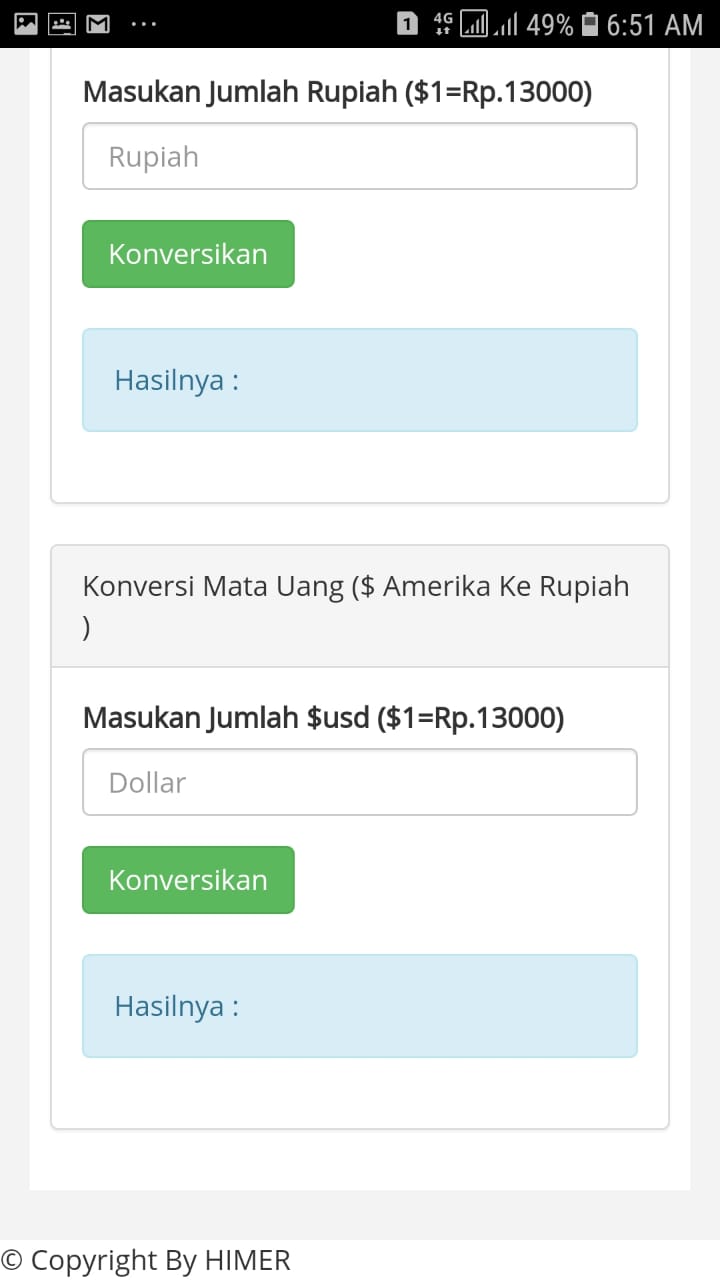 1 4G 49% 6:51 AM
Masukan Jumlah Rupiah ($1=Rp.13000)
Rupiah
Konversikan
Hasilnya :
Konversi Mata Uang ($ Amerika Ke Rupiah
)
Masukan Jumlah $usd ($1=Rp.13000)
Dollar
Konversikan
Hasilnya :
© Copyright By HIMER